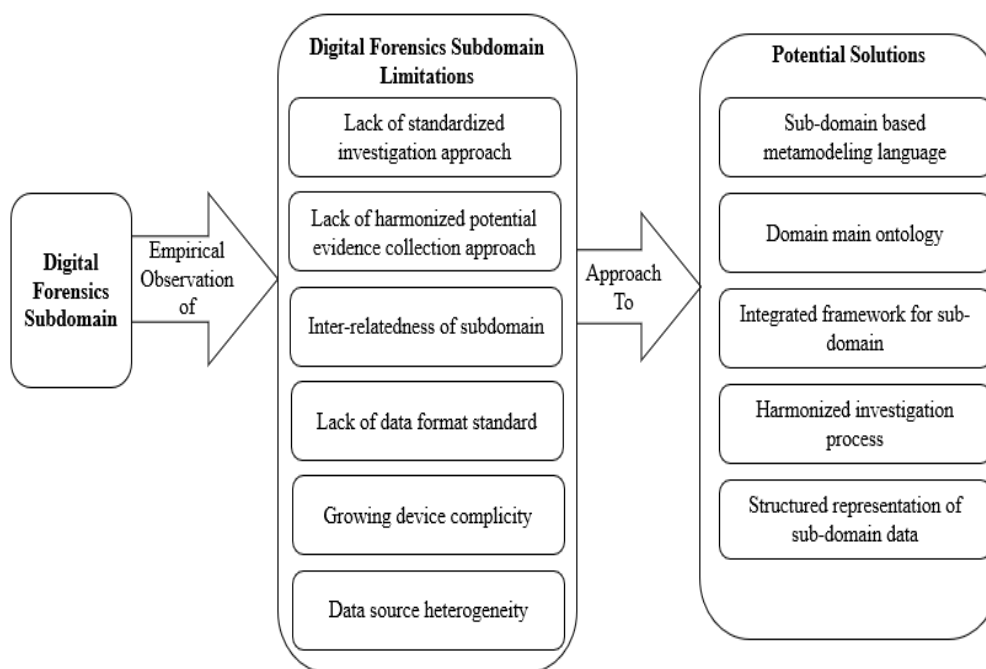 Digital
Forensics
Subdomain
Empirical
Observation
of
Digital Forensics Subdomain
Limitations
Lack of standardized
investigation approach
Lack of harmonized potential
evidence collection approach
Inter-relatedness of subdomain
Lack of data format standard
Growing device complicity
Data source heterogeneity
Approach
To
Potential Solutions
Sub-domain based
metamodeling language
Domain main ontology
Integrated framework for sub-
domain
Harmonized investigation
process
Structured representation of
sub-domain data